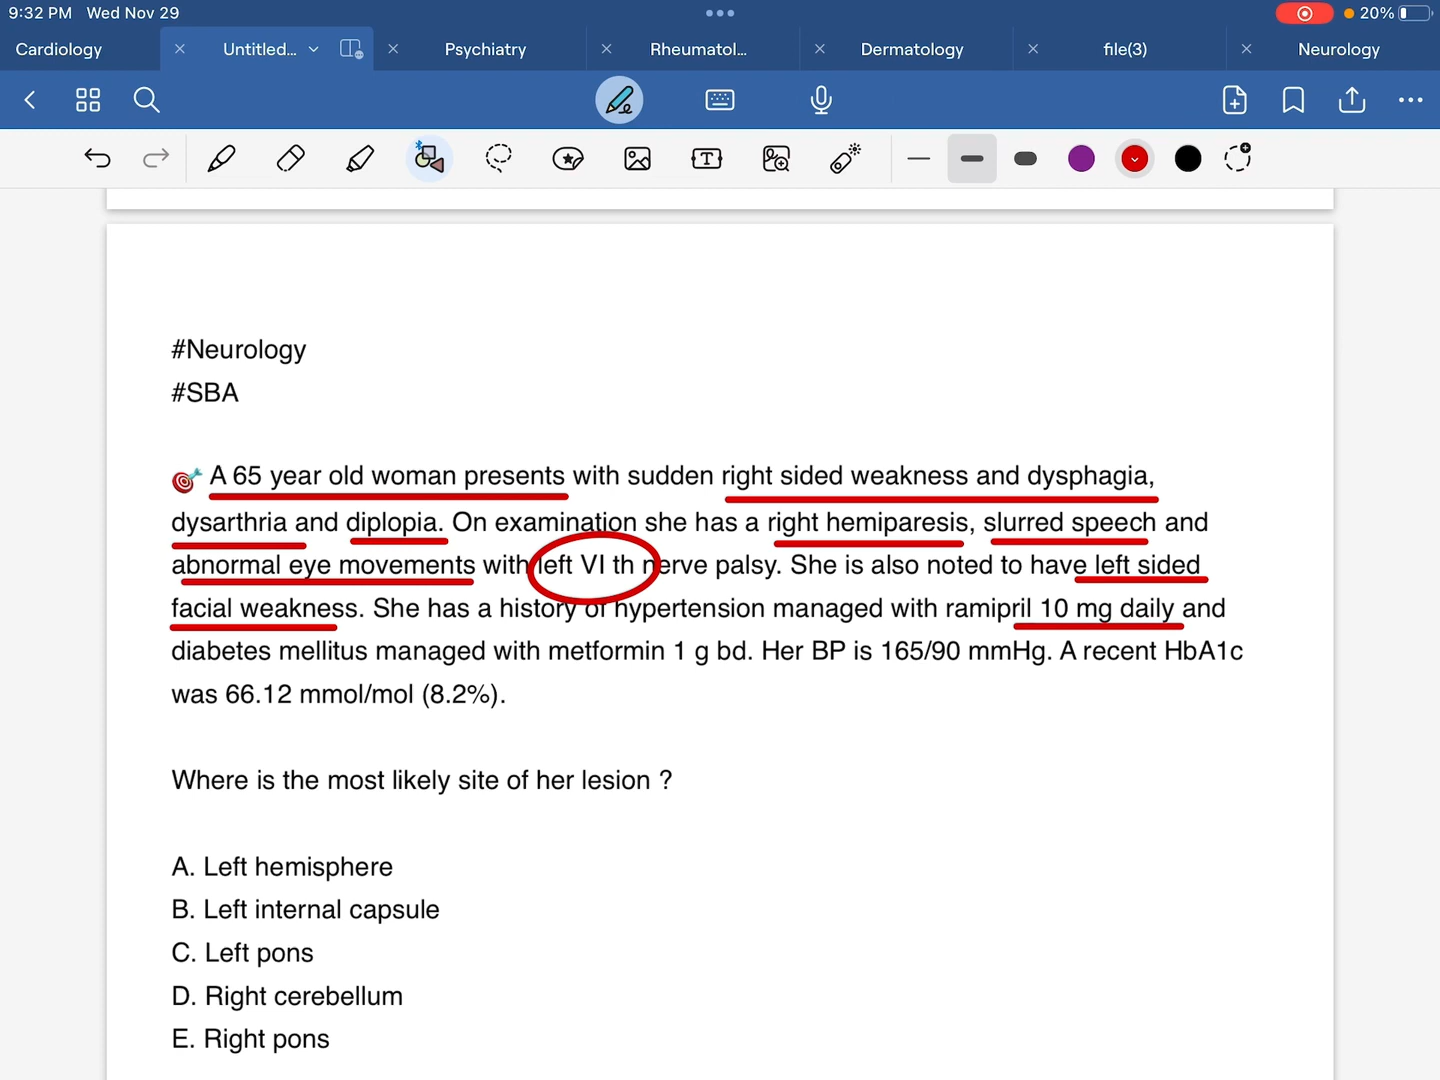 9:32 PM Wed Nov 29 20%
Cardiology Untitled... Psychiatry Rheumatol... Dermatology file(3) Neurology
#Neurology
#SBA
🎯 A 65 year old woman presents with sudden right sided weakness and dysphagia,
dysarthria and diplopia. On examination she has a right hemiparesis, slurred speech and
abnormal eye movements with left VI th nerve palsy. She is also noted to have left sided
facial weakness. She has a history of hypertension managed with ramipril 10 mg daily and
diabetes mellitus managed with metformin 1 g bd. Her BP is 165/90 mmHg. A recent HbA1c
was 66.12 mmol/mol (8.2%).
Where is the most likely site of her lesion ?
A. Left hemisphere
B. Left internal capsule
C. Left pons
D. Right cerebellum
E. Right pons